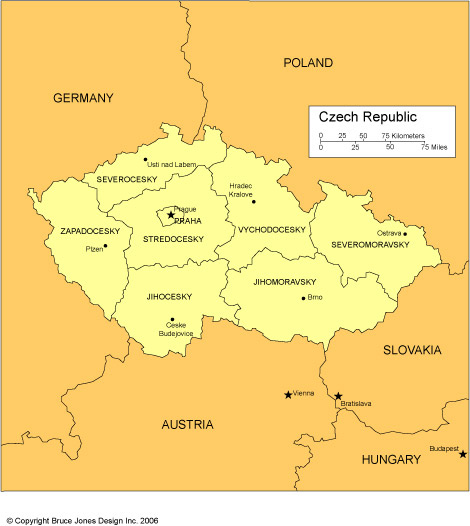 POLAND
GERMANY
Czech Republic
0 25 50 75 Kilometers
0 25 50 75 Miles
Usti nad Labem
SEVEROCESKY
Hradec
Kralove
Prague
PRAHA
ZAPADOCESKY
STREDOCESKY
VYCHODOCESKY
Ostrava
SEVEROMORAVSKY
Plzen
JIHOCESKY
JIHOMORAVSKY
Brno
Ceske
Budejovice
SLOVAKIA
Vienna
Bratislava
AUSTRIA
Budapest
HUNGARY
© Copyright Bruce Jones Design Inc. 2006